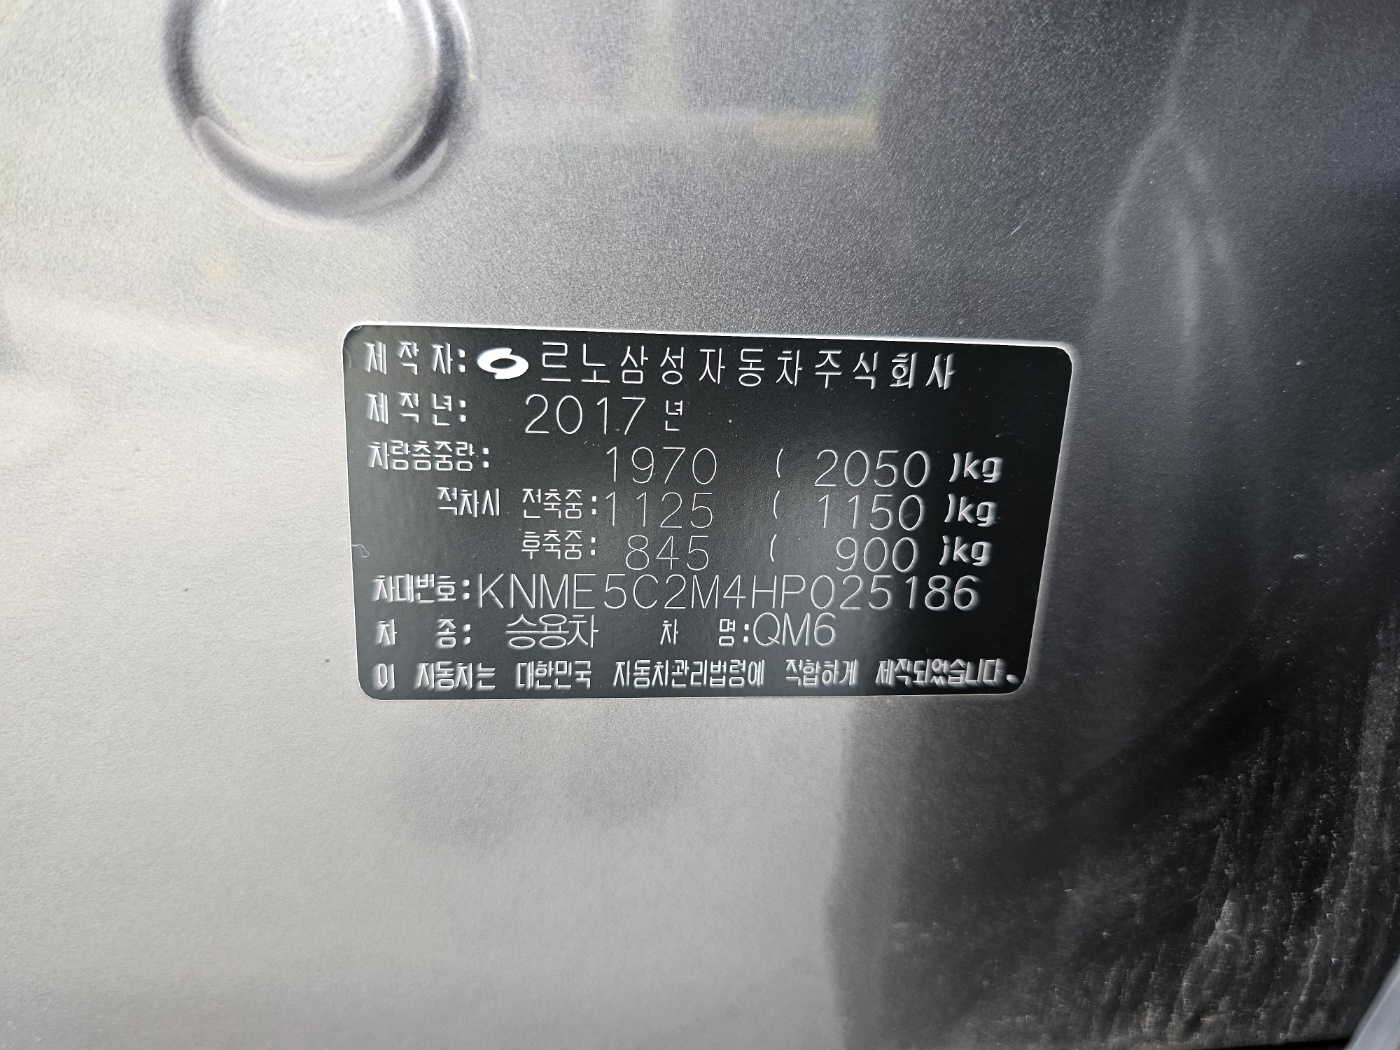 제작자: 르노삼성자동차주식회사
제작년: 2017 년
차량총중량: 1970 ( 2050 )kg
적차시 전축중: 1125 ( 1150 )kg
후축중: 845 ( 900 )kg
차대번호: KNME5C2M4HP025186
차 종: 승용차 차 명: QM6
이 자동차는 대한민국 자동차관리법령에 적합하게 제작되었습니다.